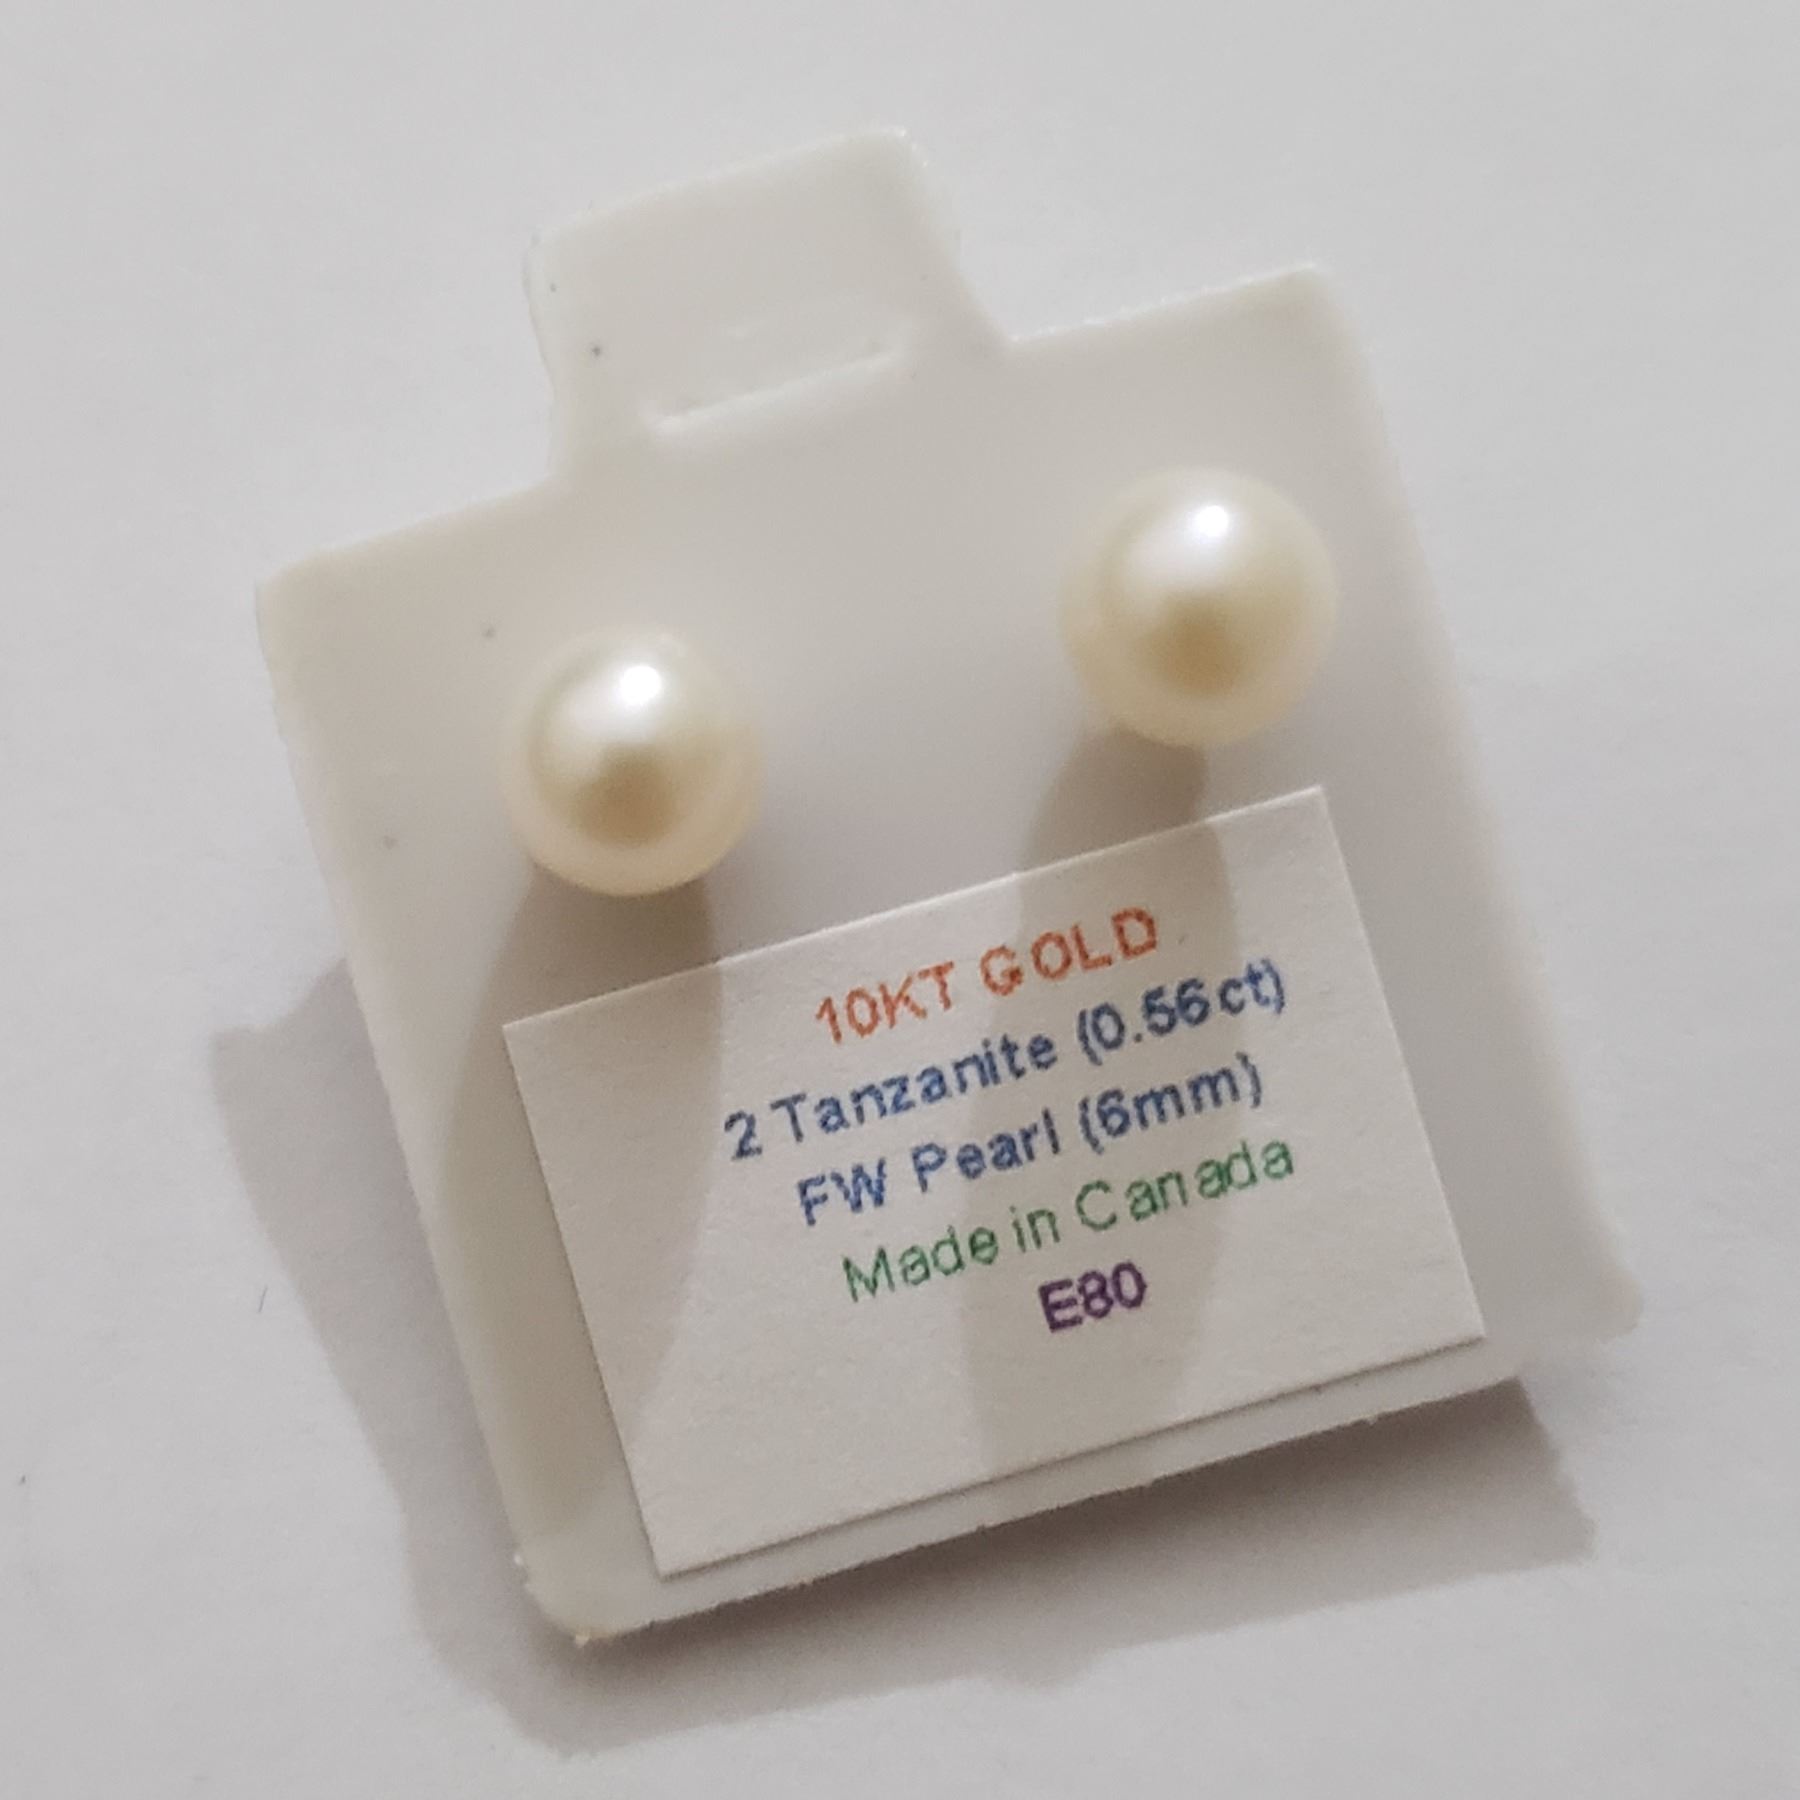 10KT GOLD
2 Tanzanite (0.56ct)
FW Pearl (6mm)
Made in Canada
E80